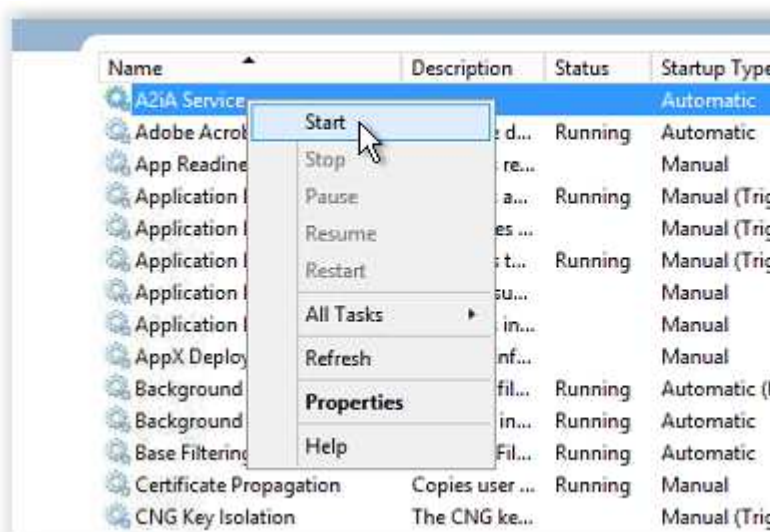 Name Description Status Startup Type
A2iA Service Automatic
Adobe Acrob d... Running Automatic
App Readine re... Manual
Application a... Running Manual (Trig
Application es ... Manual (Trig
Application t... Running Manual (Trig
Application su... Manual
Application in... Manual
AppX Deploy nf... Manual
Background fil... Running Automatic (
Background in... Running Automatic
Base Filtering Fil... Running Automatic
Certificate Propagation Copies user ... Running Manual
CNG Key Isolation The CNG ke... Manual (Trig
Start
Stop
Pause
Resume
Restart
All Tasks
Refresh
Properties
Help